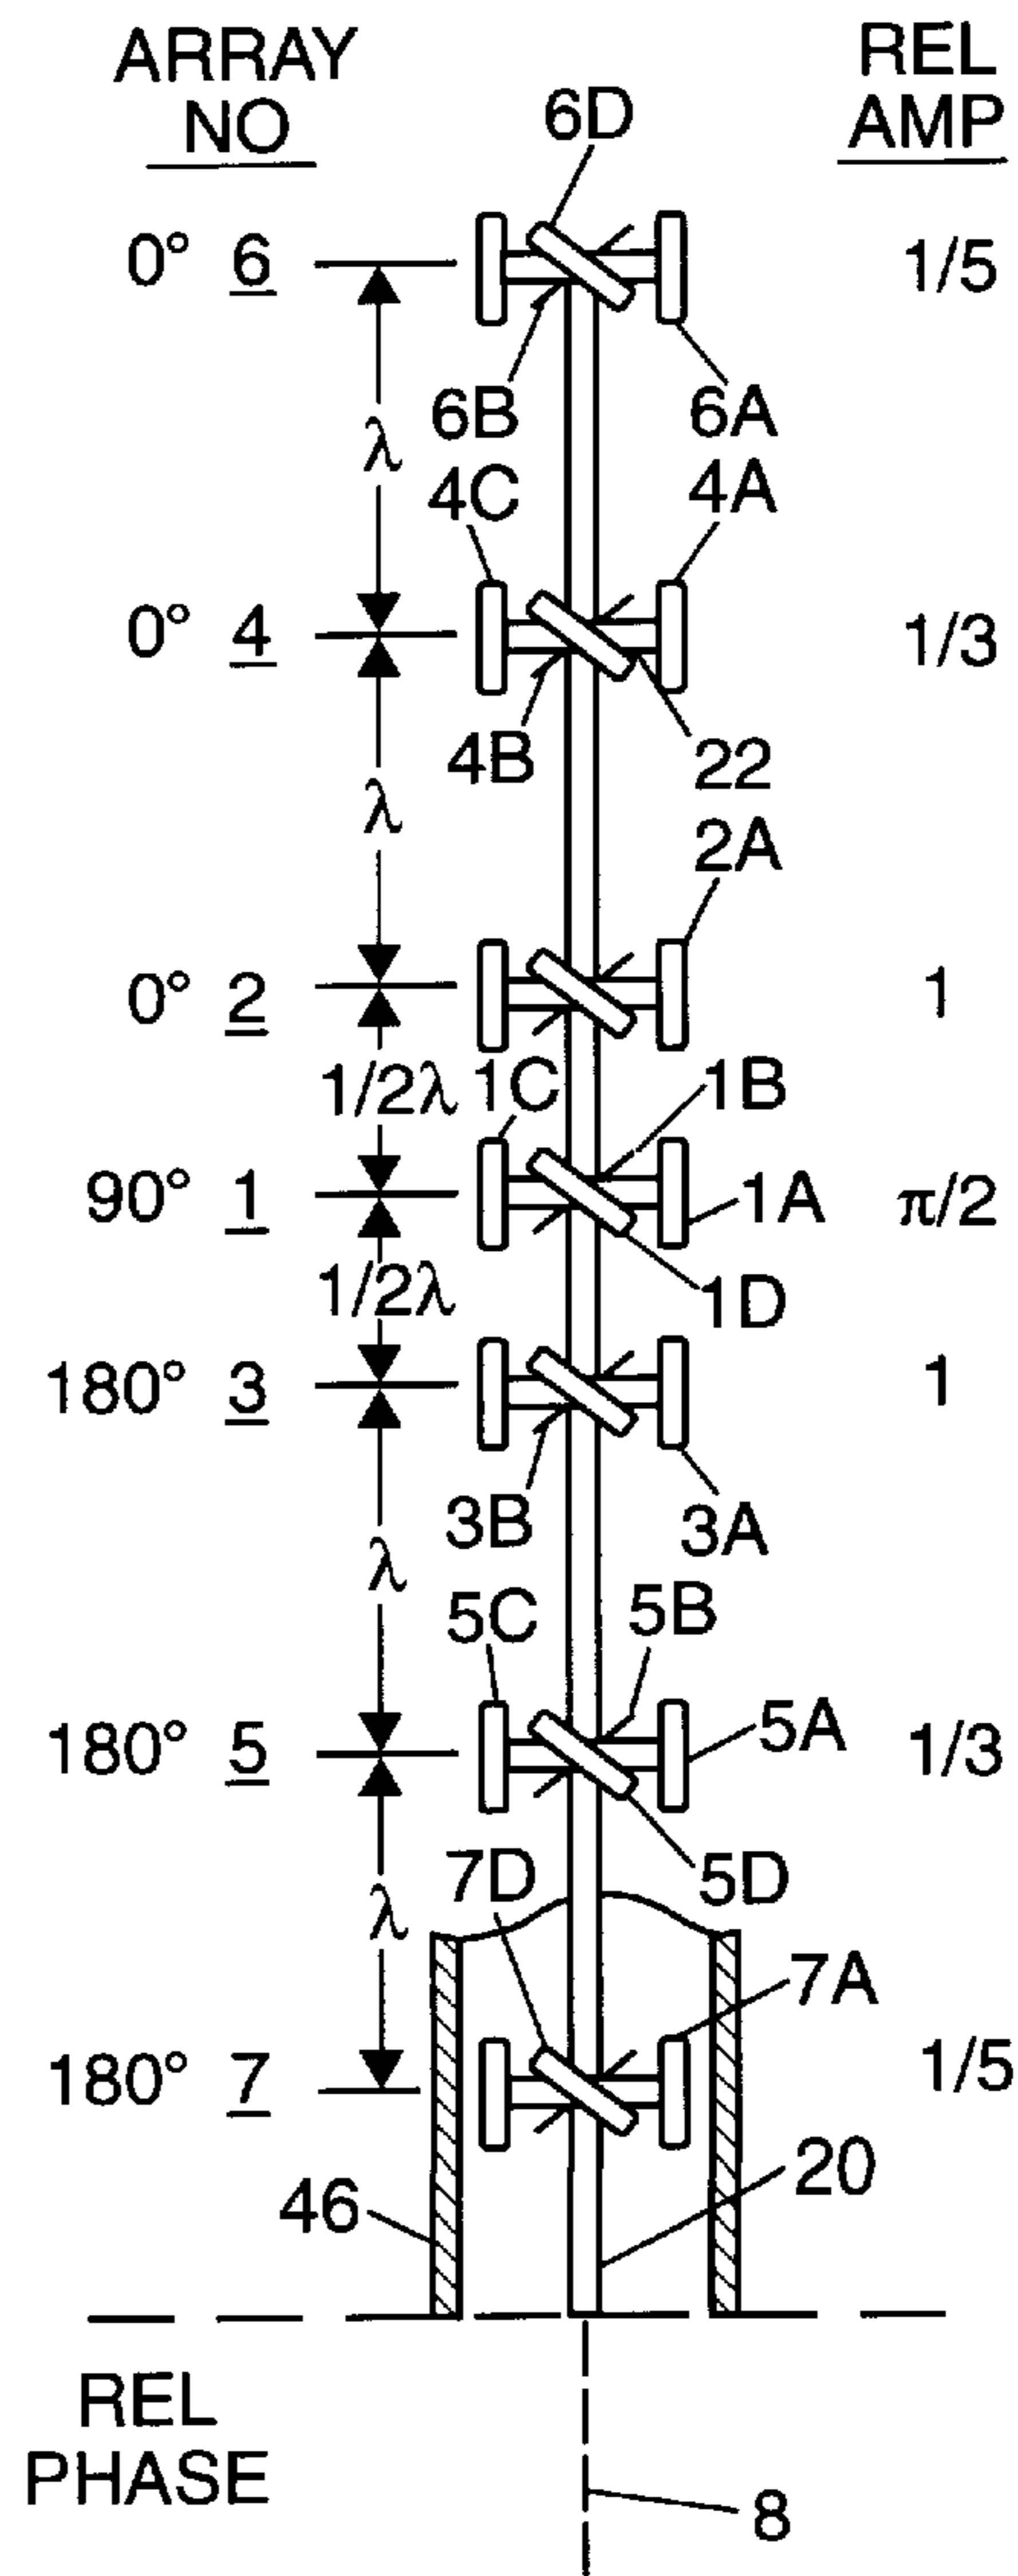 ARRAY NO
REL AMP
6D
0° 6
1/5
6B
6A
λ
4C
4A
0° 4
1/3
4B
22
λ
2A
0° 2
1
1/2λ
1C
1B
90° 1
1A
π/2
1/2λ
1D
180° 3
1
3B
3A
λ
5C
5B
180° 5
5A
1/3
7D
5D
λ
7A
180° 7
1/5
46
20
REL PHASE
8